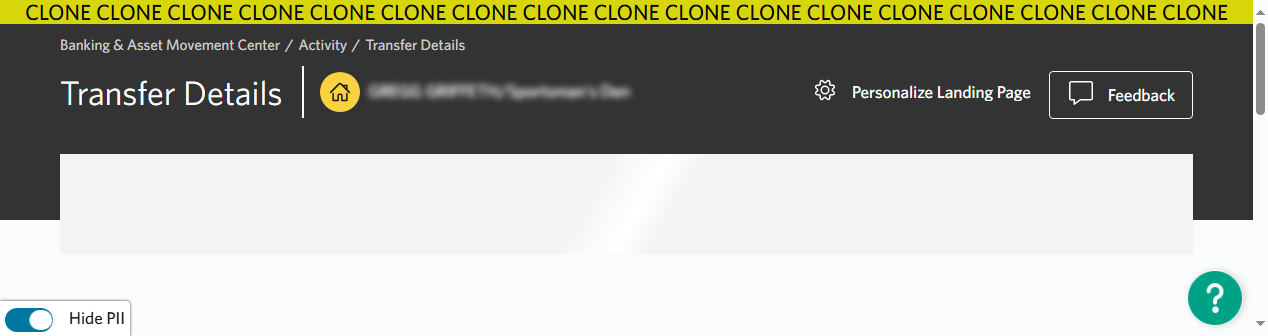 CLONE CLONE CLONE CLONE CLONE CLONE CLONE CLONE CLONE CLONE CLONE CLONE CLONE CLONE CLONE CLONE CLONE
Banking & Asset Movement Center / Activity / Transfer Details
Transfer Details
Personalize Landing Page
Feedback
?
Hide PII